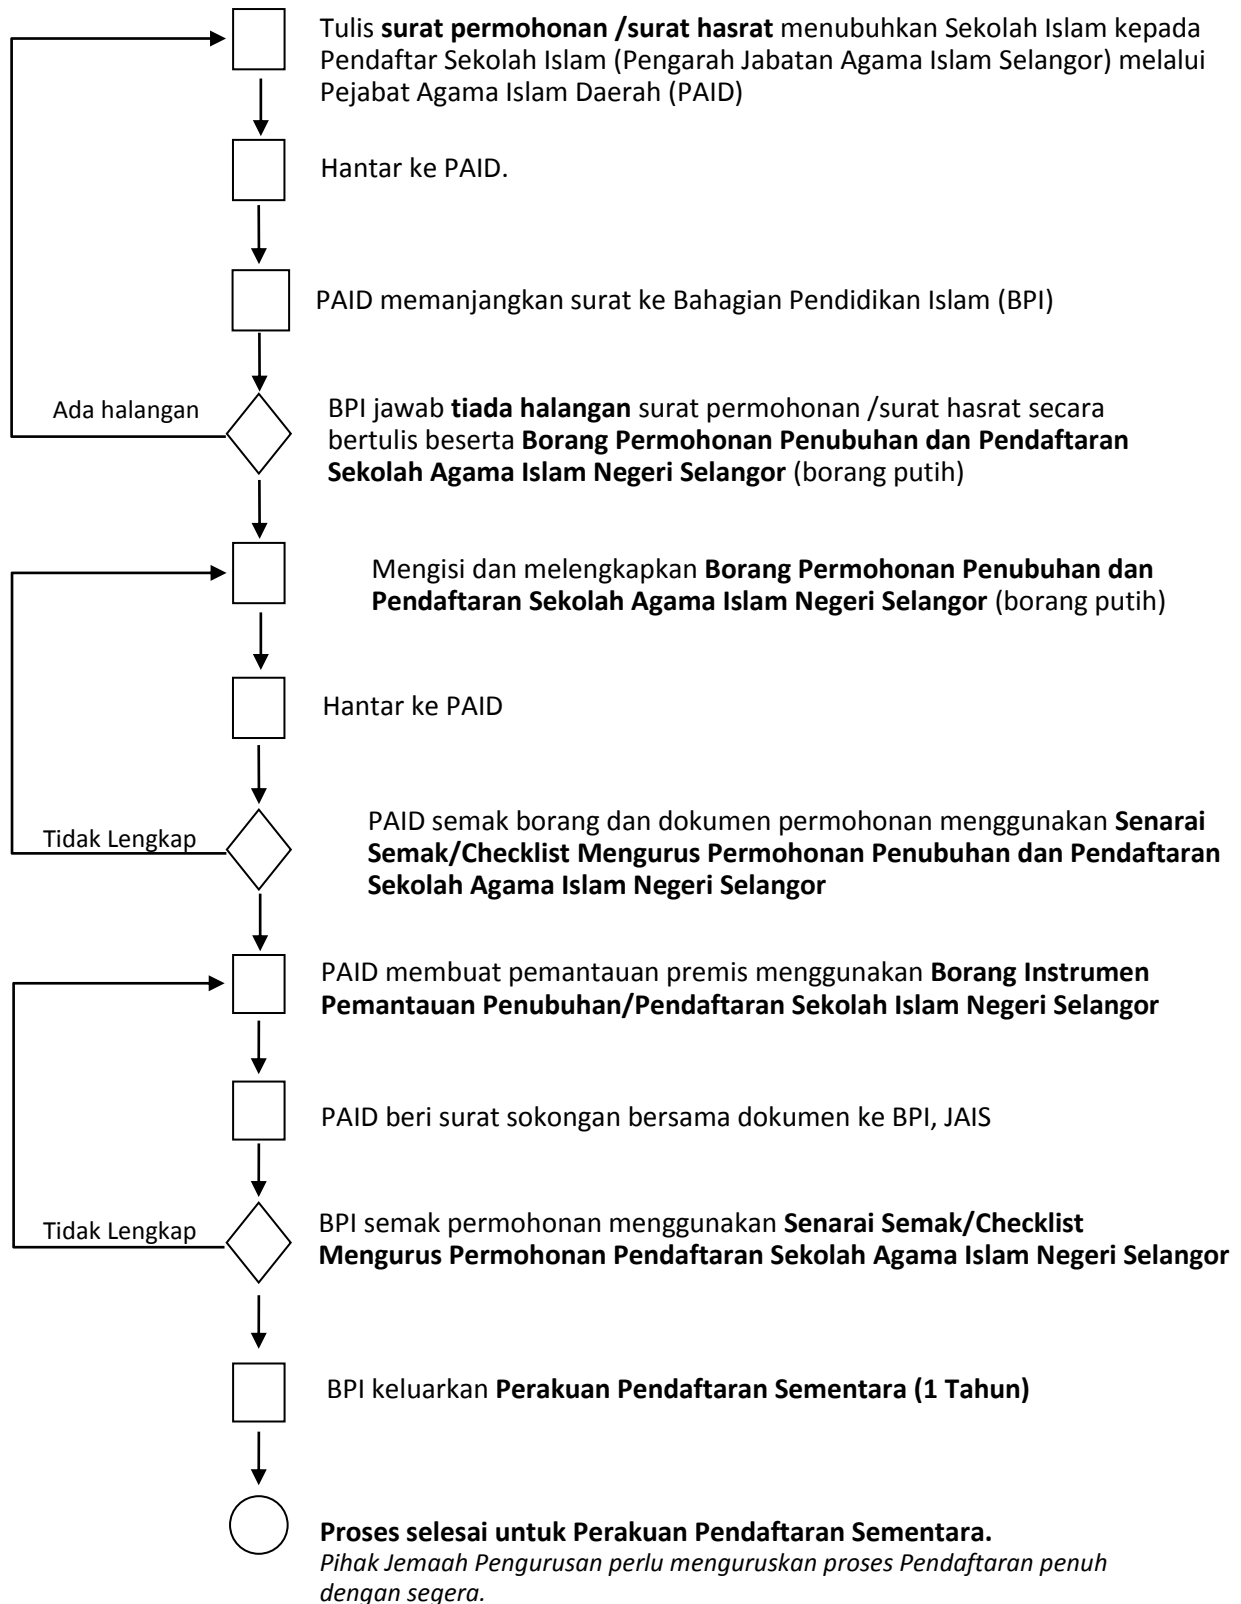 Tulis surat permohonan /surat hasrat menubuhkan Sekolah Islam kepada
Pendaftar Sekolah Islam (Pengarah Jabatan Agama Islam Selangor) melalui
Pejabat Agama Islam Daerah (PAID)
Hantar ke PAID.
PAID memanjangkan surat ke Bahagian Pendidikan Islam (BPI)
Ada halangan
BPI jawab tiada halangan surat permohonan /surat hasrat secara
bertulis beserta Borang Permohonan Penubuhan dan Pendaftaran
Sekolah Agama Islam Negeri Selangor (borang putih)
Mengisi dan melengkapkan Borang Permohonan Penubuhan dan
Pendaftaran Sekolah Agama Islam Negeri Selangor (borang putih)
Hantar ke PAID
Tidak Lengkap
PAID semak borang dan dokumen permohonan menggunakan Senarai
Semak/Checklist Mengurus Permohonan Penubuhan dan Pendaftaran
Sekolah Agama Islam Negeri Selangor
PAID membuat pemantauan premis menggunakan Borang Instrumen
Pemantauan Penubuhan/Pendaftaran Sekolah Islam Negeri Selangor
PAID beri surat sokongan bersama dokumen ke BPI, JAIS
Tidak Lengkap
BPI semak permohonan menggunakan Senarai Semak/Checklist
Mengurus Permohonan Pendaftaran Sekolah Agama Islam Negeri Selangor
BPI keluarkan Perakuan Pendaftaran Sementara (1 Tahun)
Proses selesai untuk Perakuan Pendaftaran Sementara.
Pihak Jemaah Pengurusan perlu menguruskan proses Pendaftaran penuh
dengan segera.